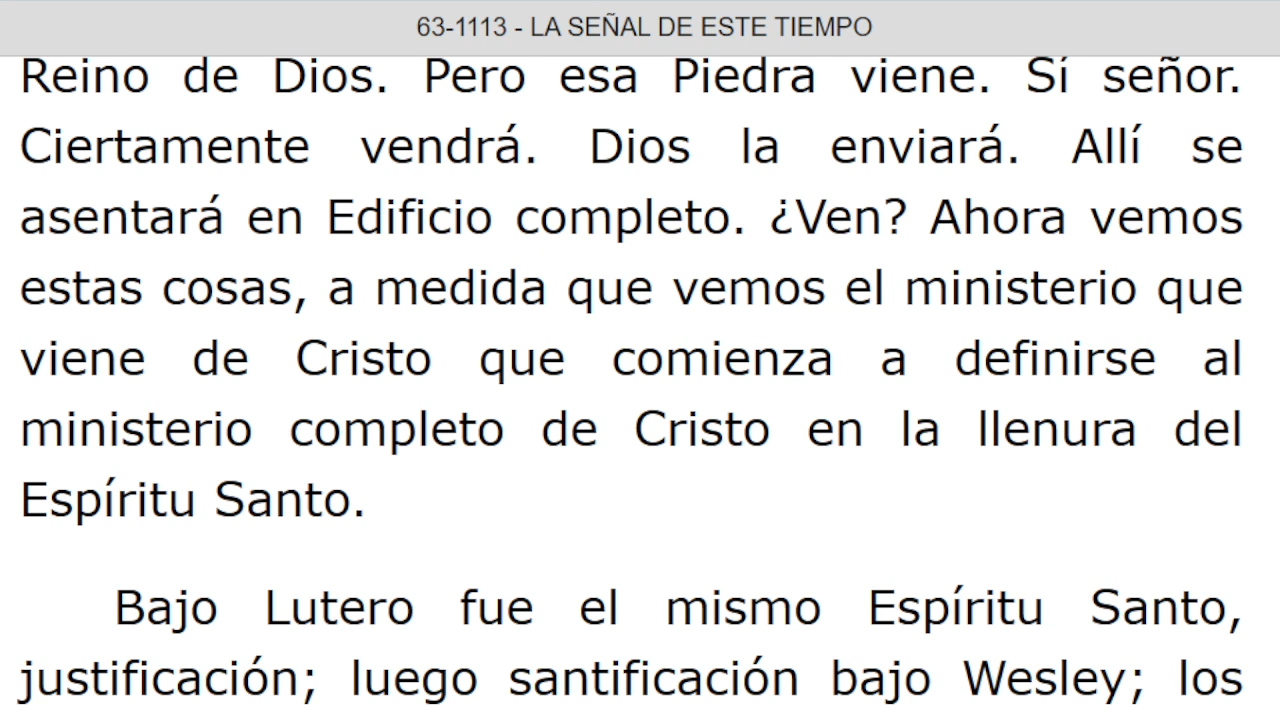 63-1113 - LA SEÑAL DE ESTE TIEMPO
Reino de Dios. Pero esa Piedra viene. Sí señor.
Ciertamente vendrá. Dios la enviará. Allí se
asentará en Edificio completo. ¿Ven? Ahora vemos
estas cosas, a medida que vemos el ministerio que
viene de Cristo que comienza a definirse al
ministerio completo de Cristo en la llenura del
Espíritu Santo.
Bajo Lutero fue el mismo Espíritu Santo,
justificación; luego santificación bajo Wesley; los